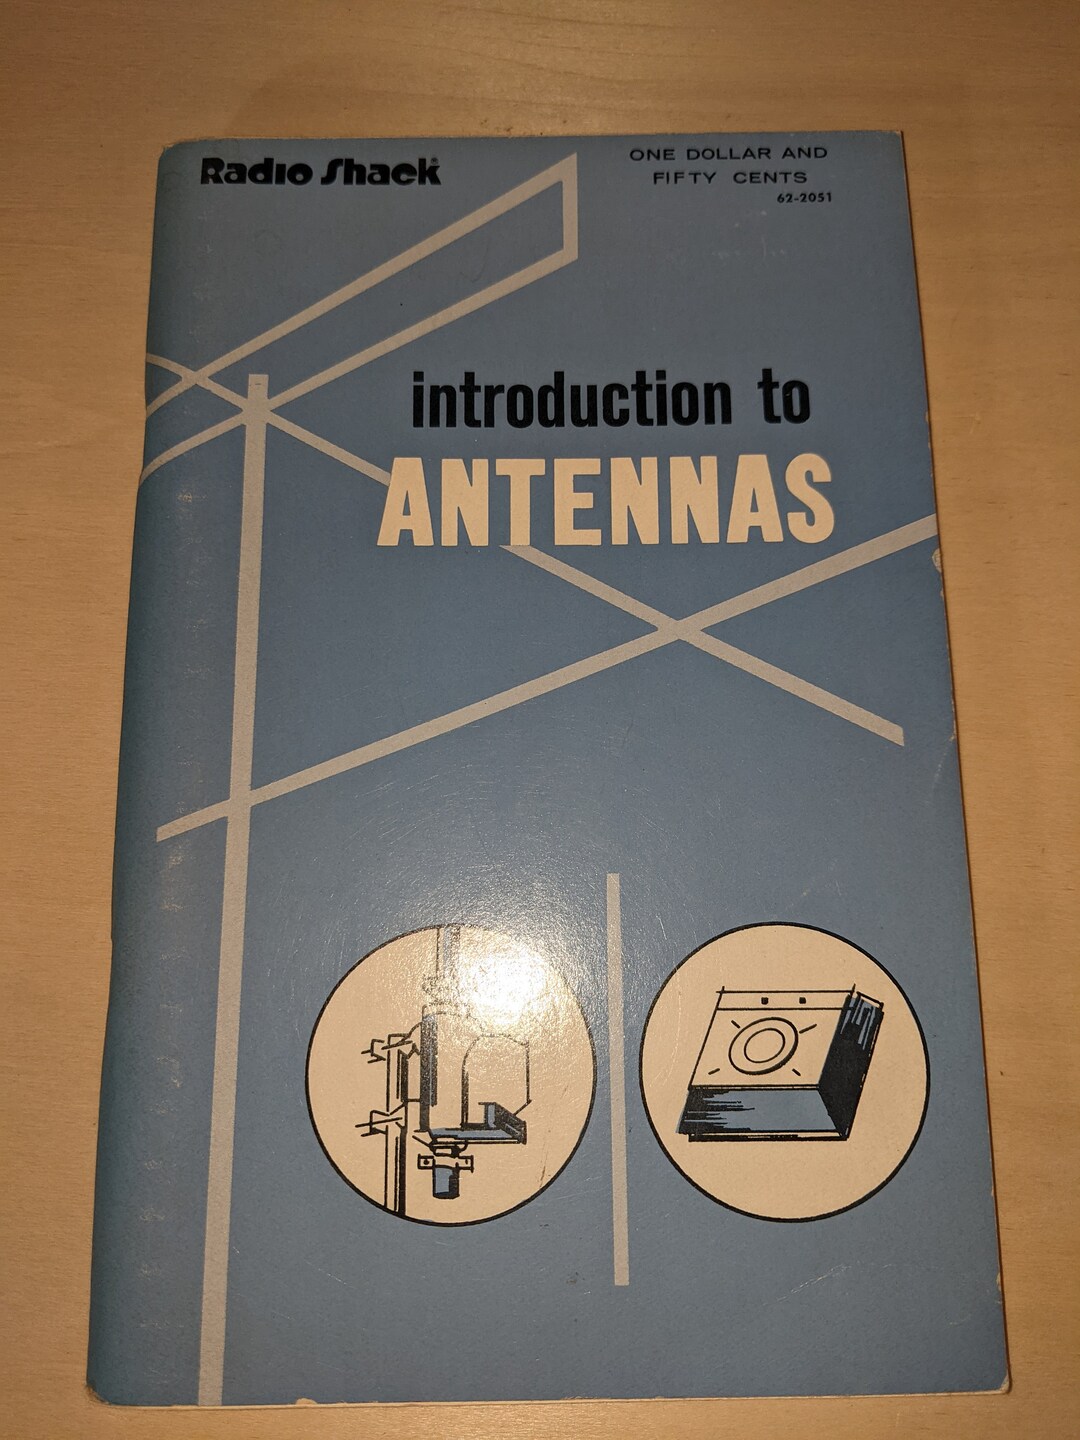 Radio Shack®
ONE DOLLAR AND
FIFTY CENTS
62-2051
introduction to
ANTENNAS